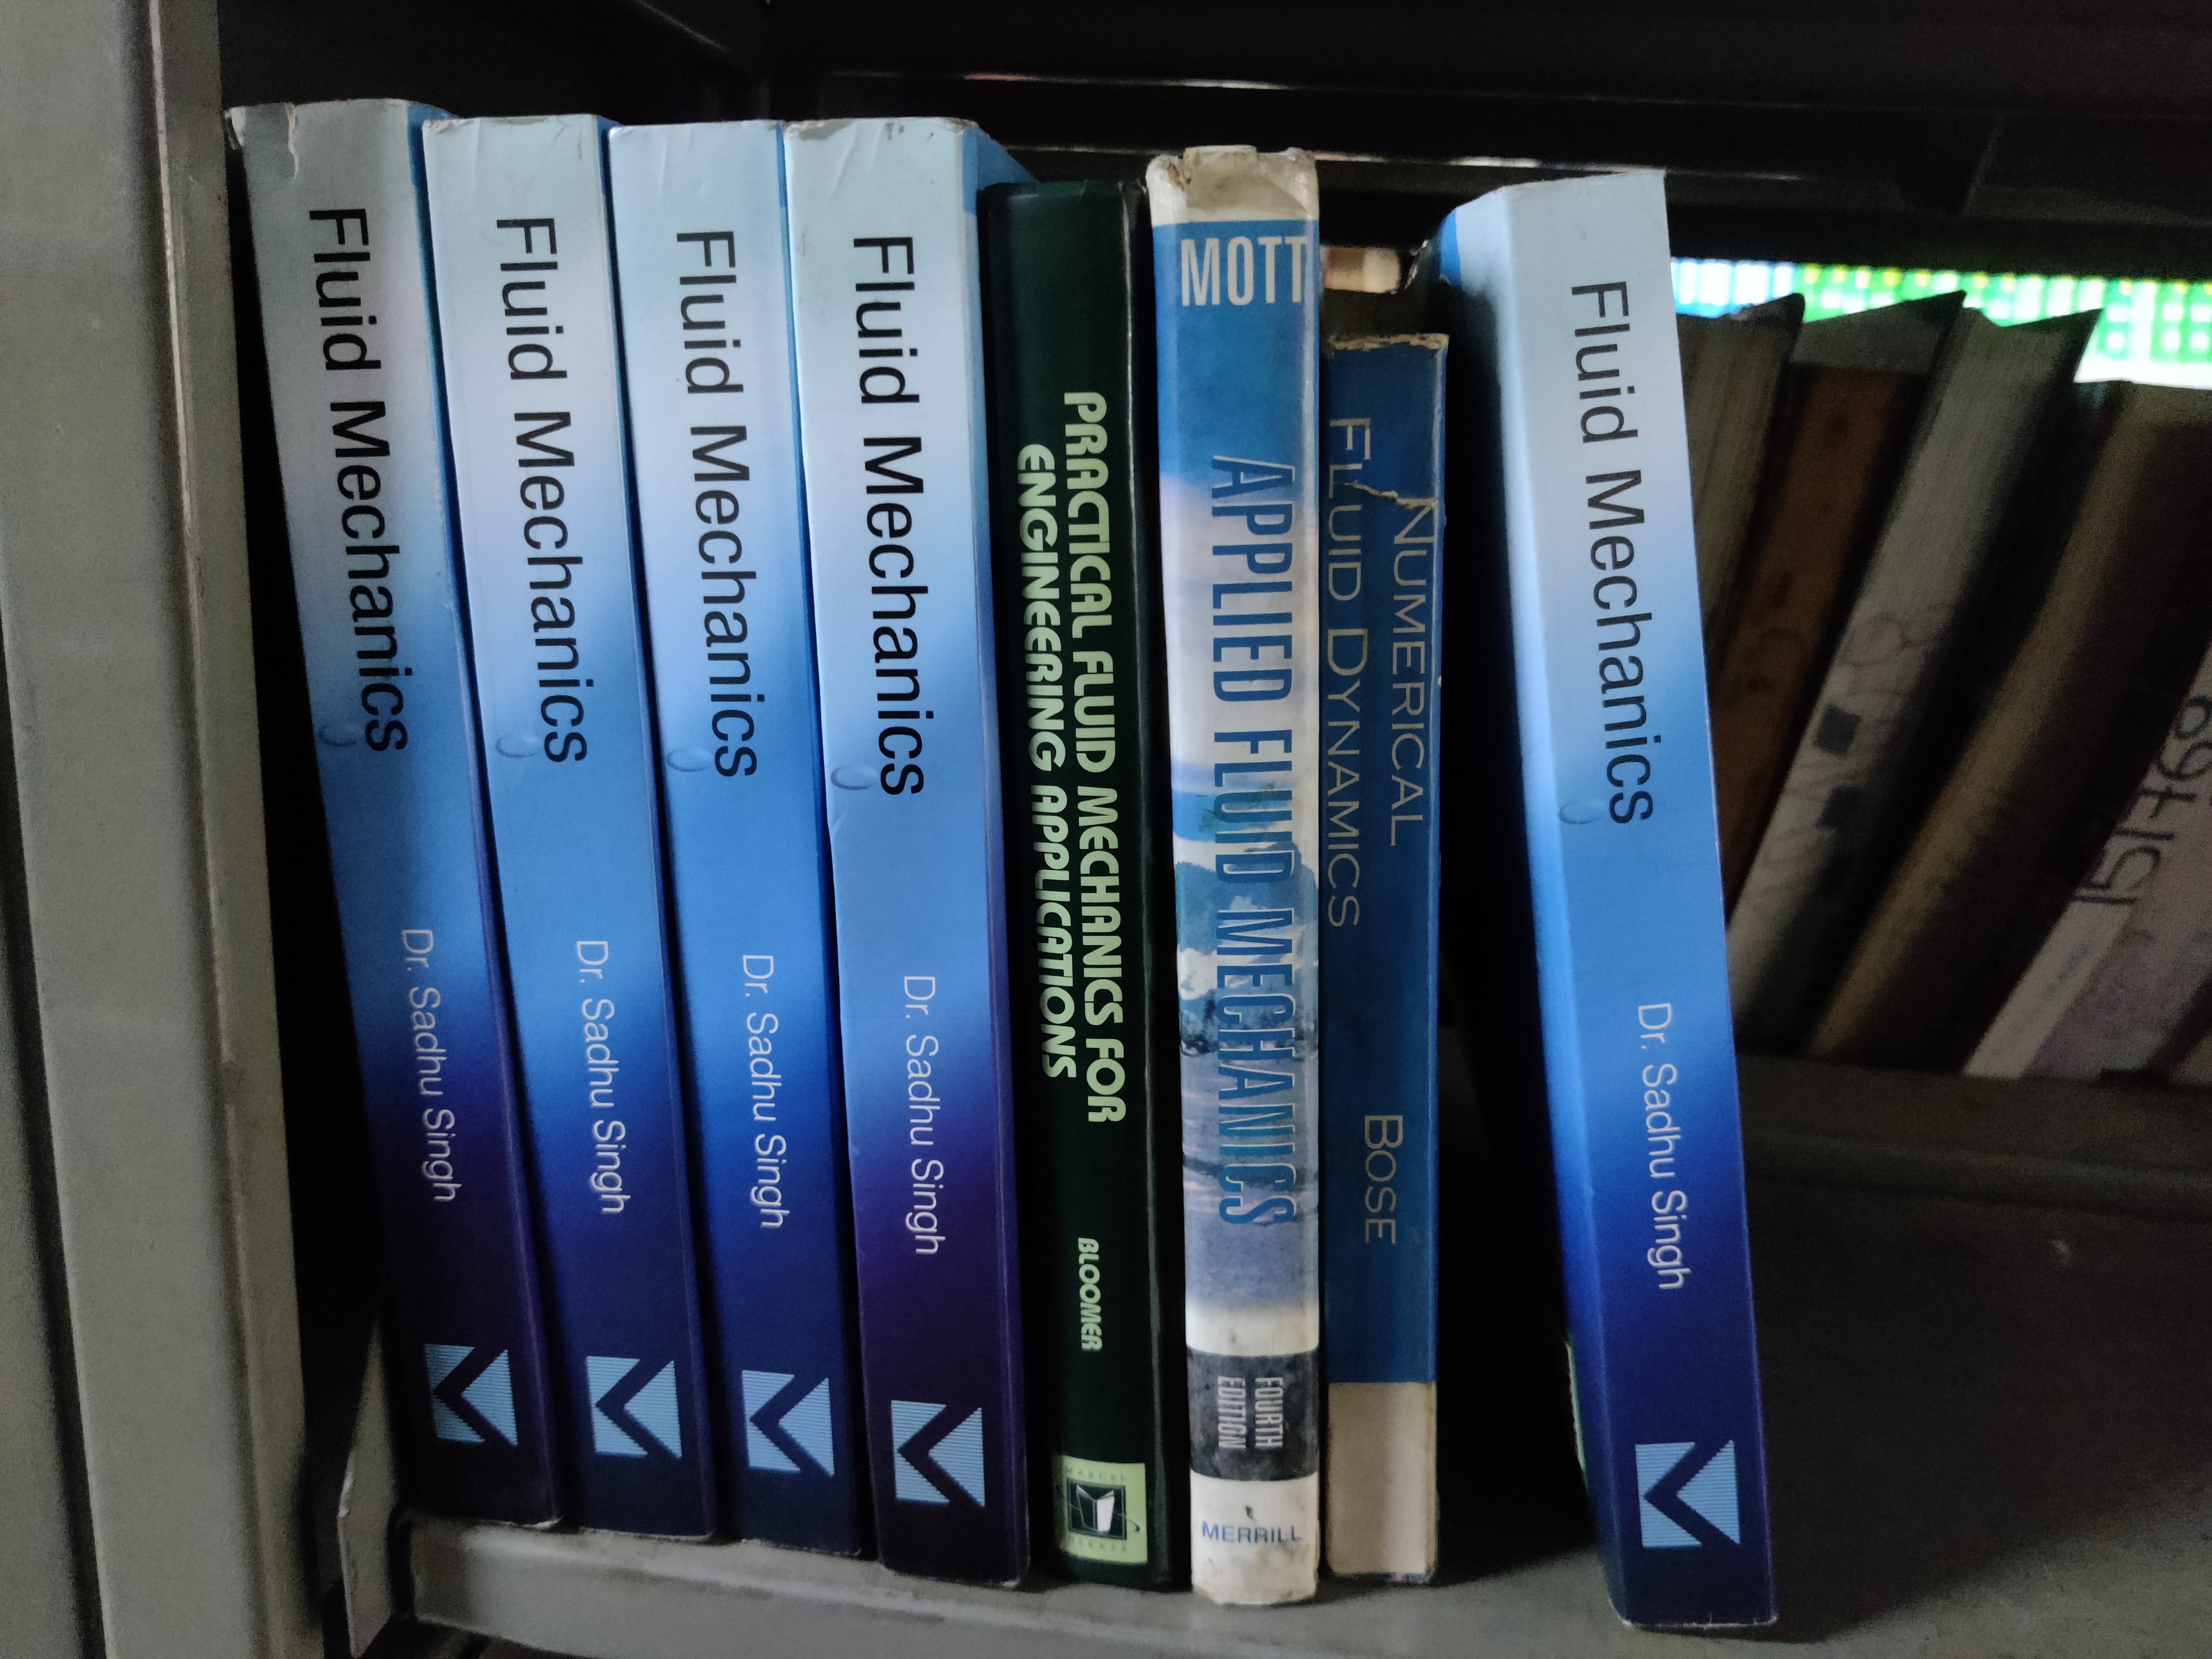 Fluid Mechanics
Dr. Sadhu Singh
Fluid Mechanics
Dr. Sadhu Singh
Fluid Mechanics
Dr. Sadhu Singh
Fluid Mechanics
Dr. Sadhu Singh
PRACTICAL FLUID MECHANICS FOR
ENGINEERING APPLICATIONS
BLOOMER
MARCEL
DEKKER
MOTT
APPLIED FLUID MECHANICS
FOURTH
EDITION
MERRILL
NUMERICAL
FLUID DYNAMICS
BOSE
Fluid Mechanics
Dr. Sadhu Singh